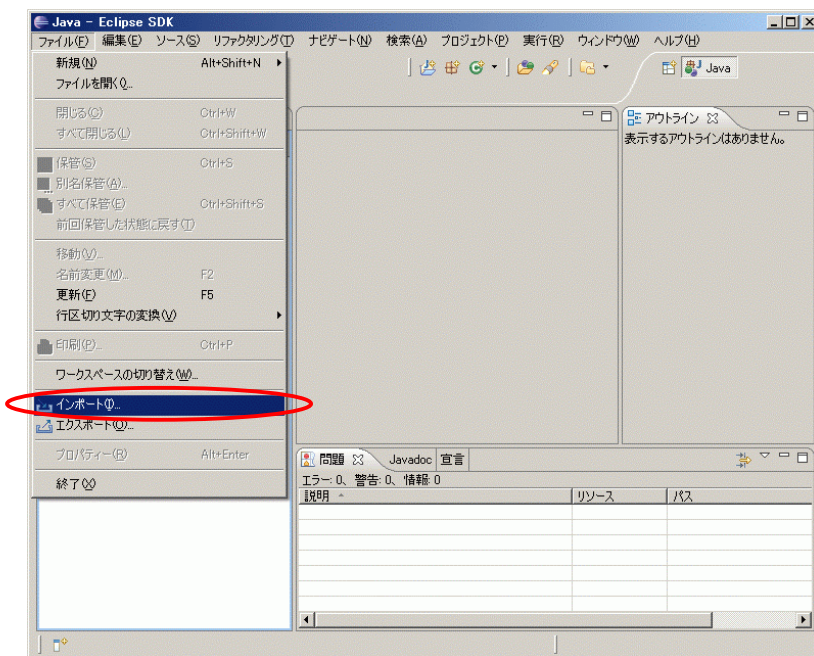 Java - Eclipse SDK
ファイル(F) 編集(E) ソース(S) リファクタリング(T) ナビゲート(N) 検索(A) プロジェクト(P) 実行(R) ウィンドウ(W) ヘルプ(H)
新規(N) Alt+Shift+N
ファイルを開く(.)...
Java
閉じる(C) Ctrl+W
すべて閉じる(L) Ctrl+Shift+W
アウトライン
表示するアウトラインはありません。
保管(S) Ctrl+S
別名保管(A)...
すべて保管(E) Ctrl+Shift+S
前回保管した状態に戻す(T)
移動(V)...
名前変更(M)... F2
更新(F) F5
行区切り文字の変換(V)
印刷(P)... Ctrl+P
ワークスペースの切り替え(W)...
インポート(I)...
エクスポート(O)...
プロパティー(R) Alt+Enter
終了(X)
問題 Javadoc 宣言
エラー: 0、警告: 0、情報: 0
説明 リソース パス